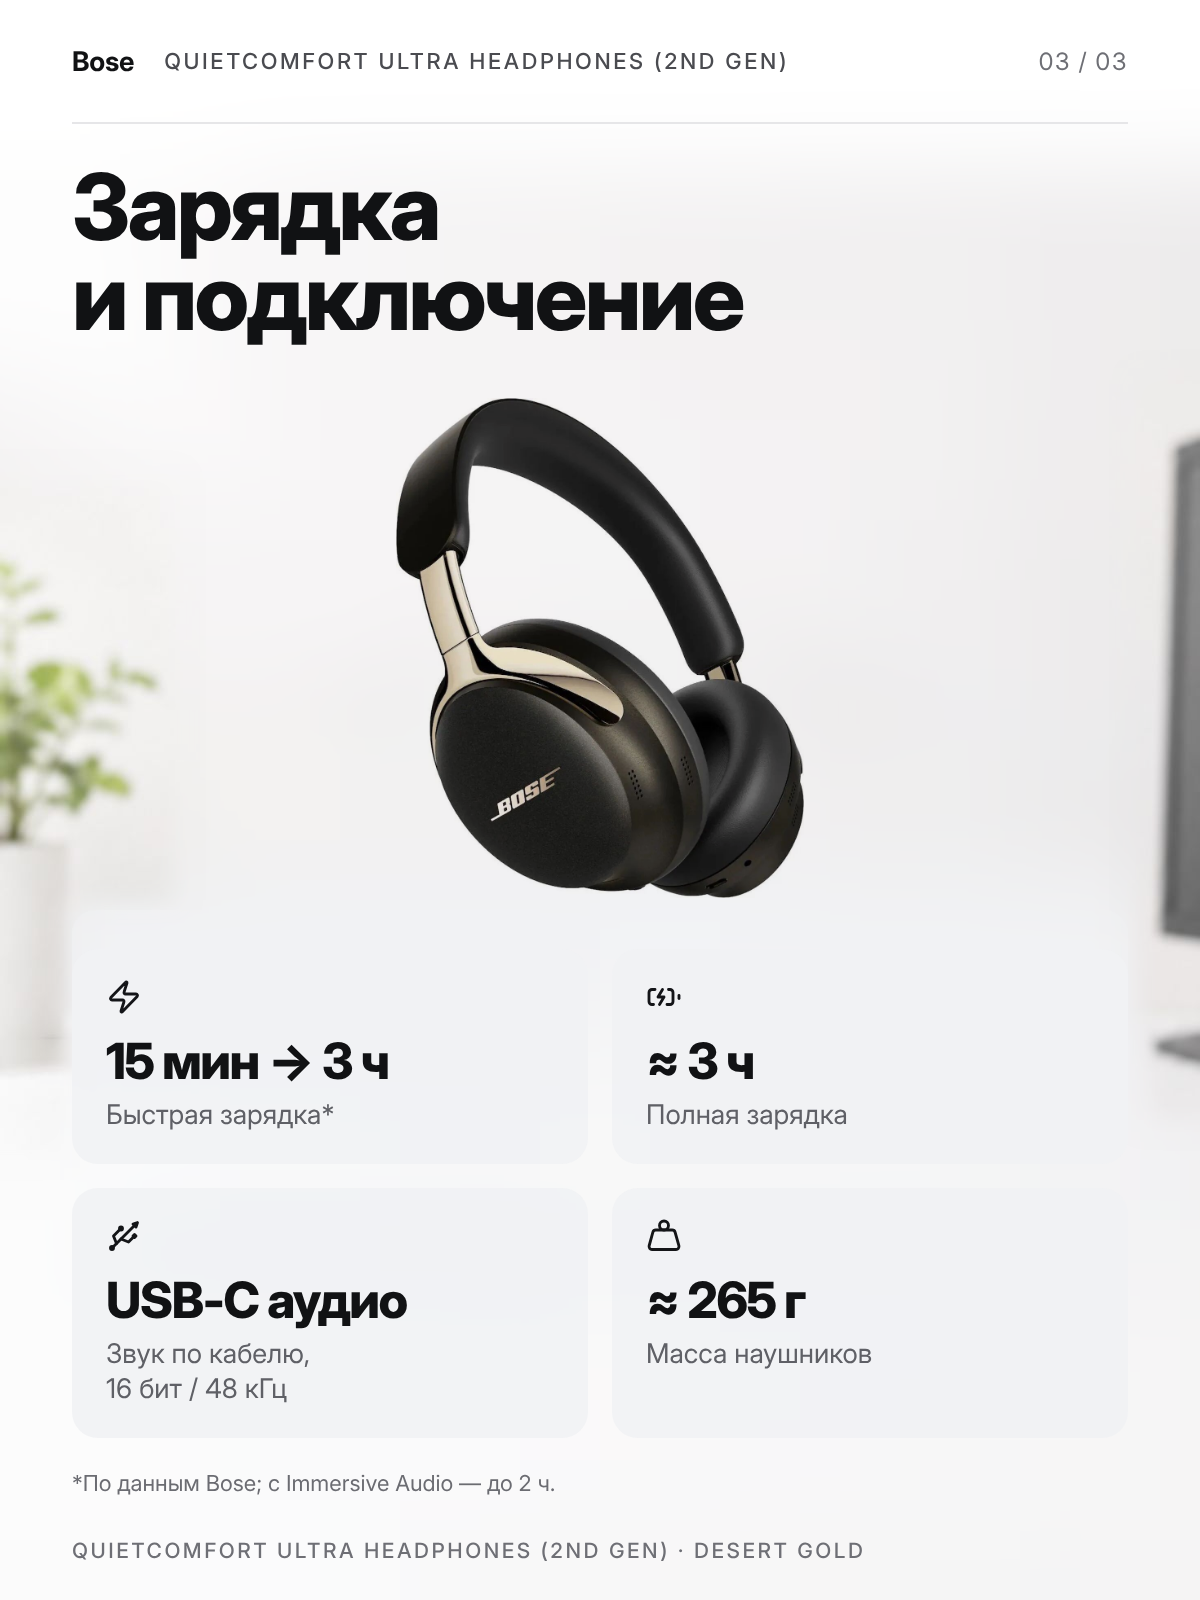 Bose QUIETCOMFORT ULTRA HEADPHONES (2ND GEN) 03 / 03
Зарядка
и подключение
BOSE
15 мин → 3 ч
Быстрая зарядка*
≈ 3 ч
Полная зарядка
USB-C аудио
Звук по кабелю,
16 бит / 48 кГц
≈ 265 г
Масса наушников
*По данным Bose; с Immersive Audio — до 2 ч.
QUIETCOMFORT ULTRA HEADPHONES (2ND GEN) · DESERT GOLD